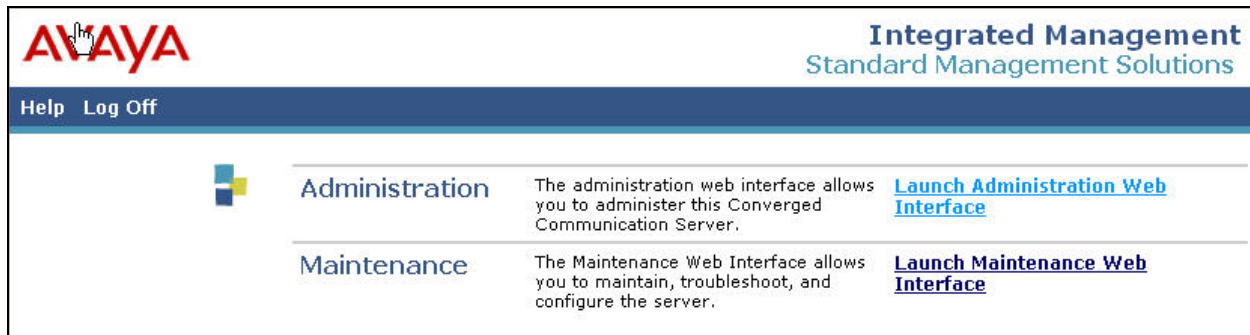 AVAYA
Integrated Management
Standard Management Solutions
Help Log Off
Administration
The administration web interface allows
you to administer this Converged
Communication Server.
Launch Administration Web
Interface
Maintenance
The Maintenance Web Interface allows
you to maintain, troubleshoot, and
configure the server.
Launch Maintenance Web
Interface